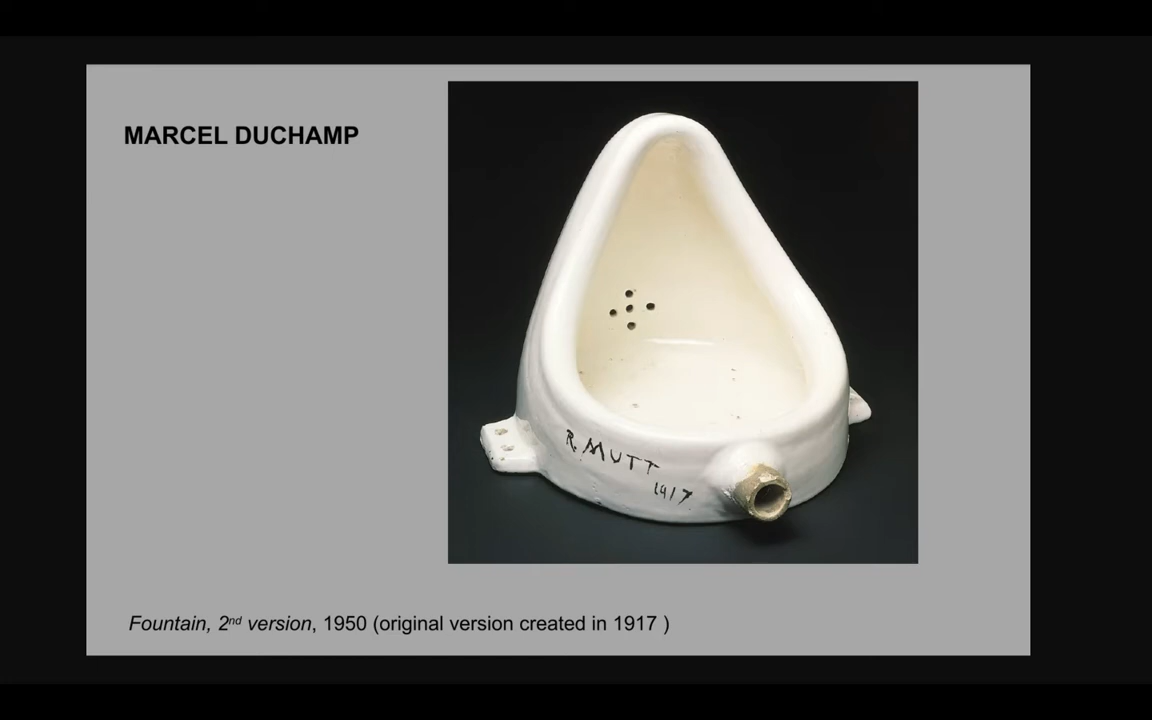 MARCEL DUCHAMP
R. MUTT
1917
Fountain, 2nd version, 1950 (original version created in 1917 )